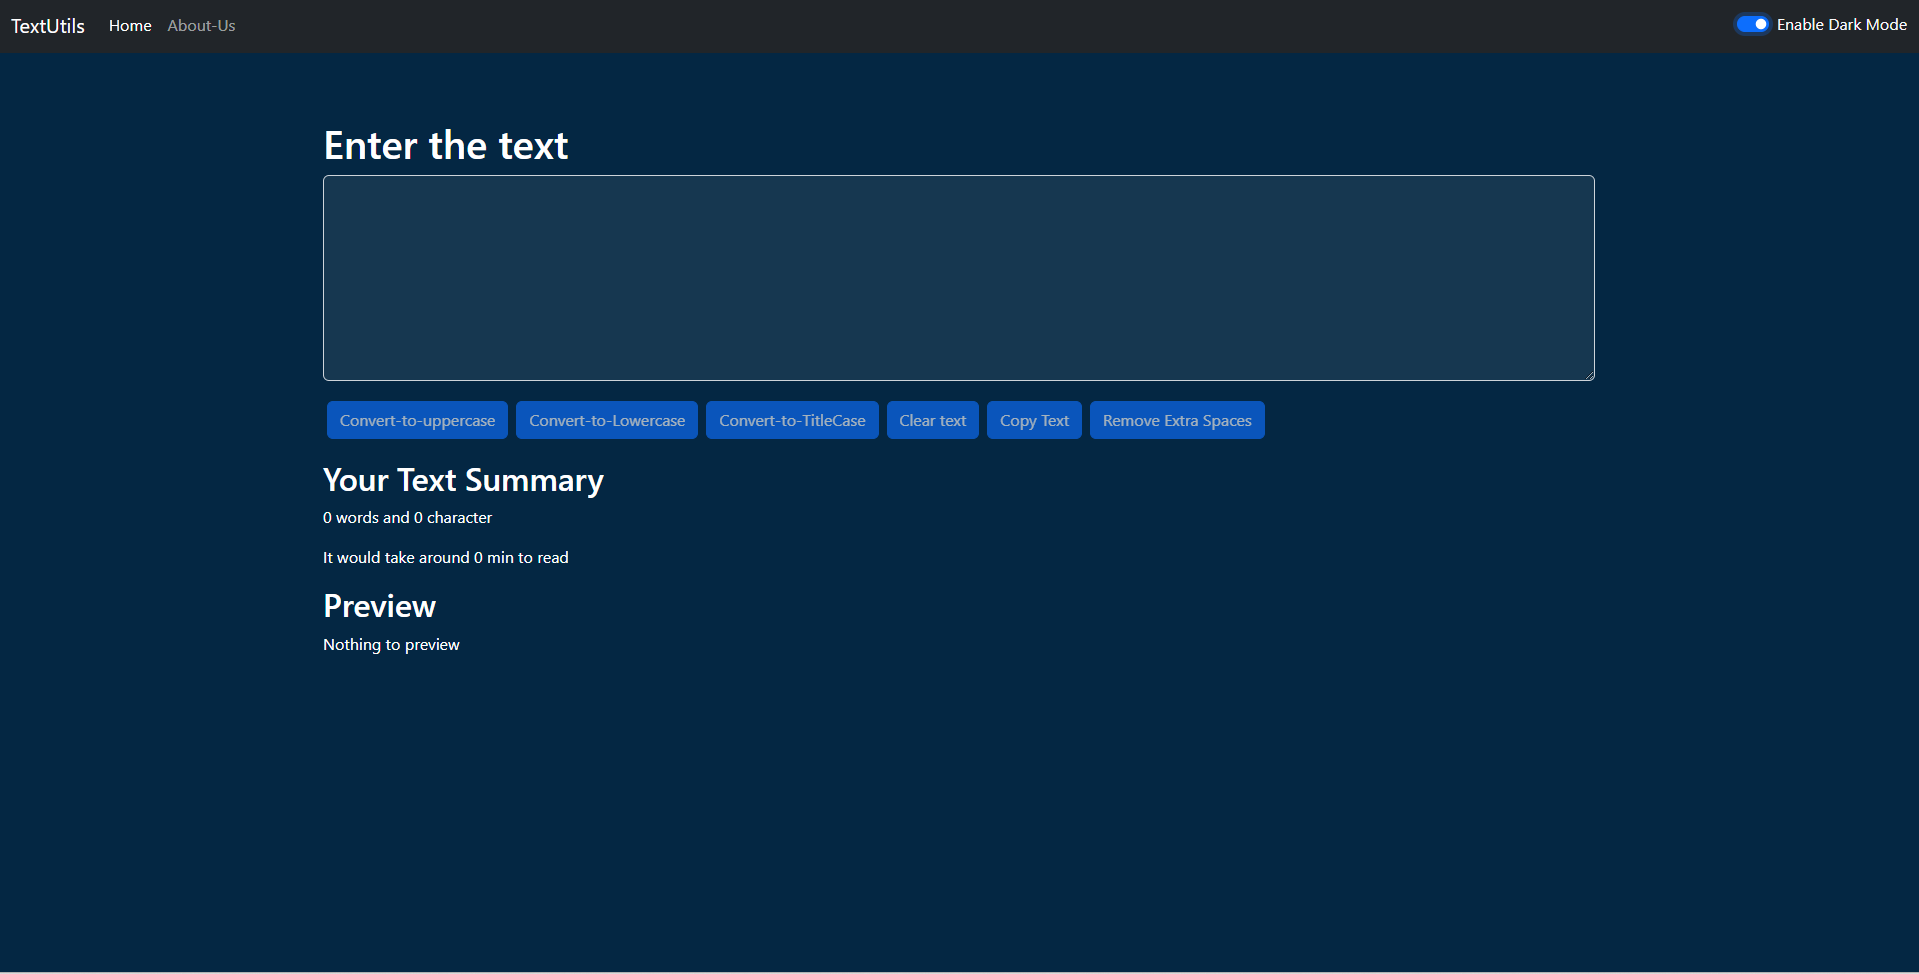 TextUtils Home About-Us Enable Dark Mode
Enter the text
Convert-to-uppercase Convert-to-Lowercase Convert-to-TitleCase Clear text Copy Text Remove Extra Spaces
Your Text Summary
0 words and 0 character
It would take around 0 min to read
Preview
Nothing to preview